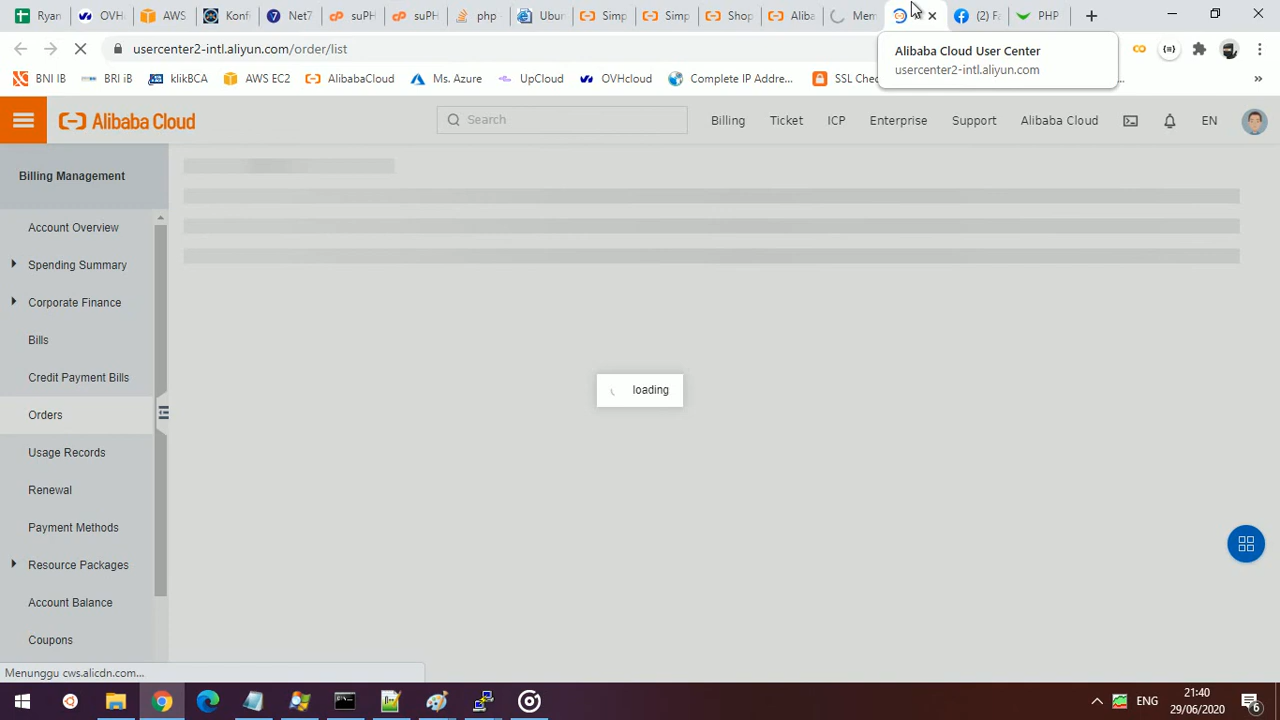 Ryan
OVH
AWS
Konf
Net7
suPH
suPH
php
Ubur
Simp
Simp
Shop
Aliba
Mem
(2) Fa
PHP
usercenter2-intl.aliyun.com/order/list
Alibaba Cloud User Center
usercenter2-intl.aliyun.com
BNI IB
BRI iB
klikBCA
AWS EC2
AlibabaCloud
Ms. Azure
UpCloud
OVHcloud
Complete IP Addre...
SSL Chec
Alibaba Cloud
Search
Billing
Ticket
ICP
Enterprise
Support
Alibaba Cloud
EN
Billing Management
Account Overview
Spending Summary
Corporate Finance
Bills
Credit Payment Bills
Orders
Usage Records
Renewal
Payment Methods
Resource Packages
Account Balance
Coupons
loading
Menunggu cws.alicdn.com...
ENG
21:40
29/06/2020
6